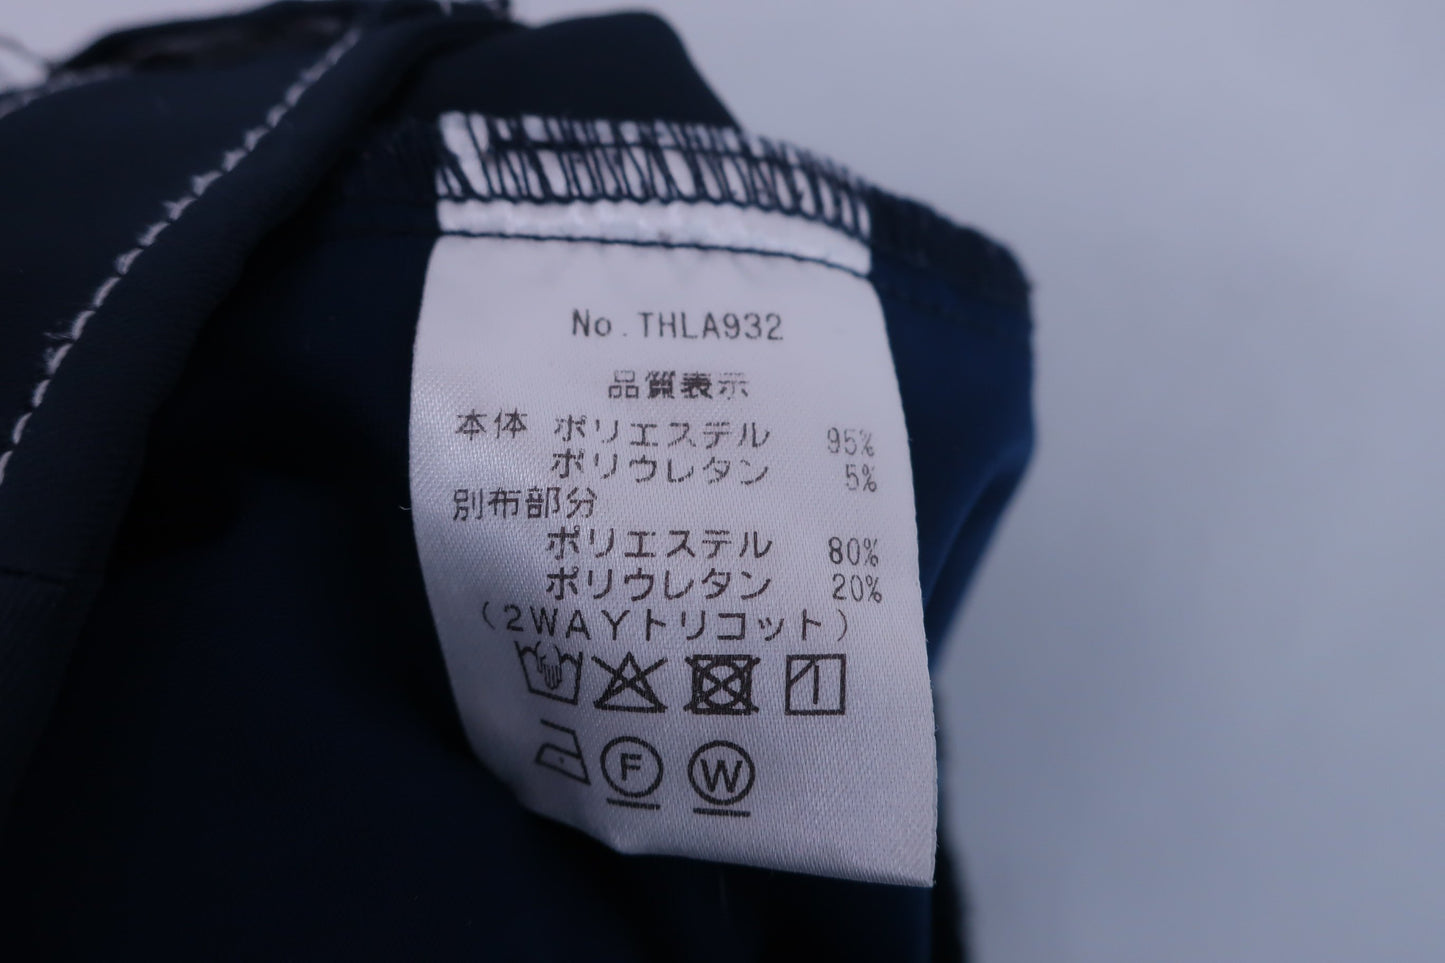 No.THLA932
品質表示
本体 ポリエステル 95%
ポリウレタン 5%
別布部分
ポリエステル 80%
ポリウレタン 20%
(2WAYトリコット)
F W